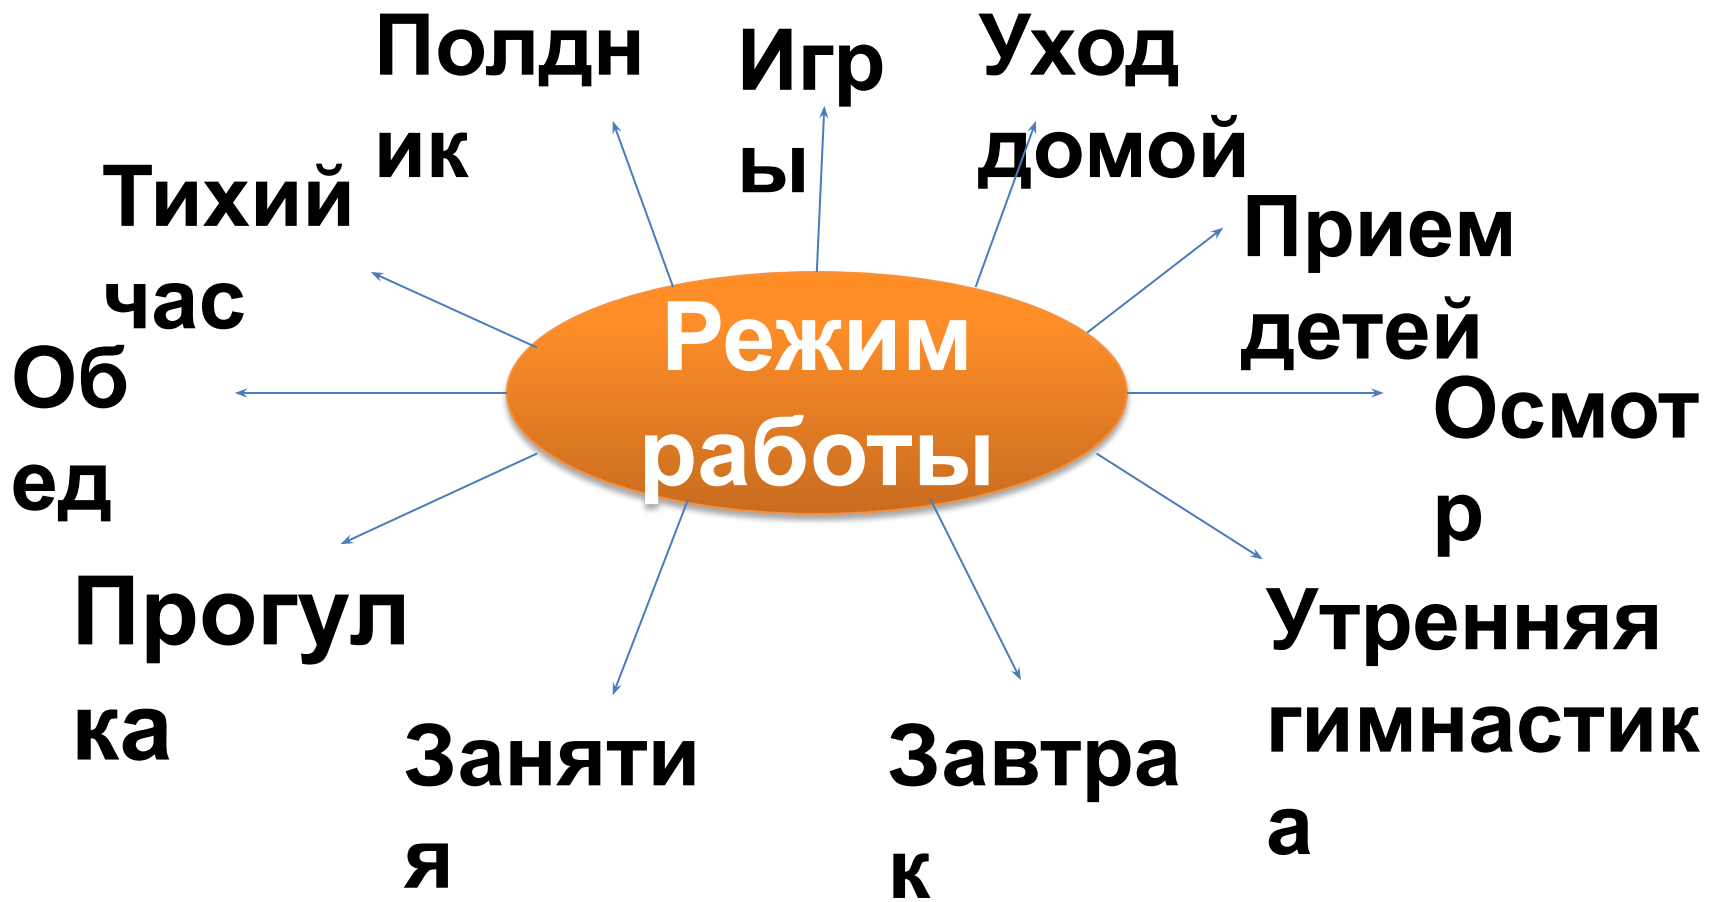 Полдн
ик
Игр
ы
Уход
домой
Тихий
час
Прием
детей
Режим
работы
Об
ед
Осмот
р
Прогул
ка
Утренняя
гимнастик
а
Заняти
я
Завтра
к